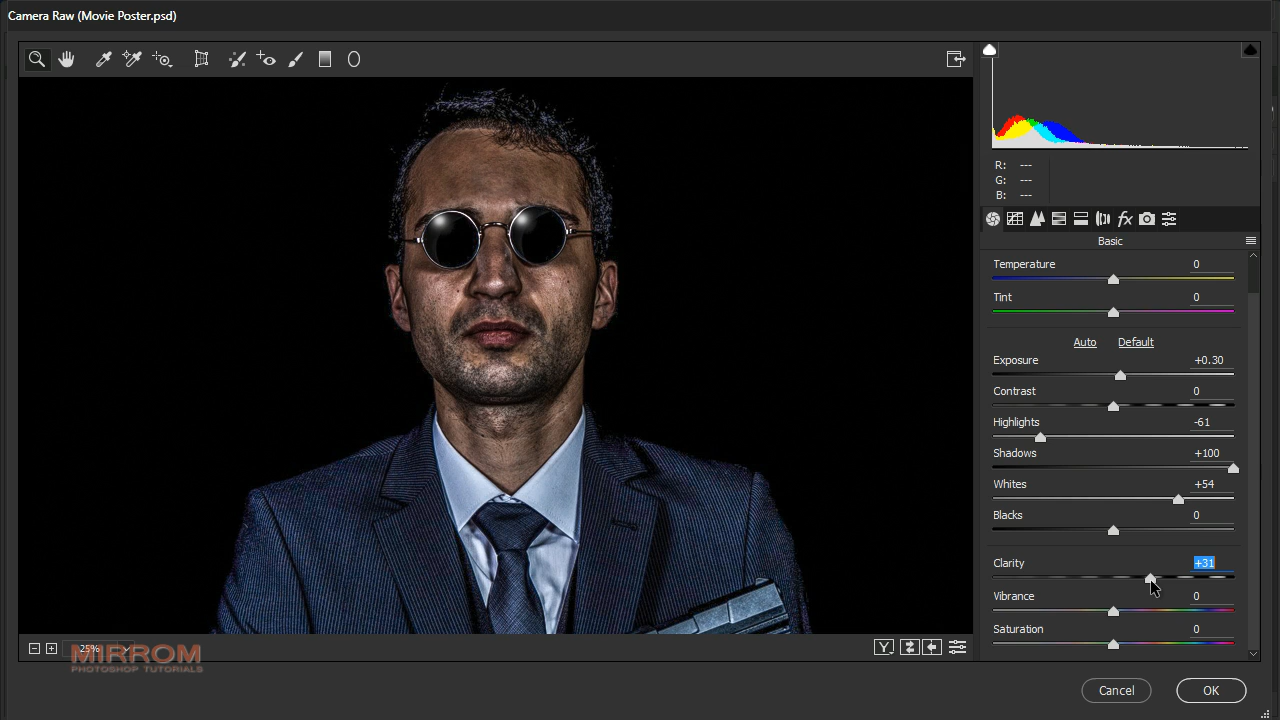 Camera Raw (Movie Poster.psd)
R: ---
G: ---
B: ---
fx
Basic
Temperature 0
Tint 0
Auto Default
Exposure +0.30
Contrast 0
Highlights -61
Shadows +100
Whites +54
Blacks 0
Clarity +31
Vibrance 0
Saturation 0
25%
Y
MIRROM
PHOTOSHOP TUTORIALS
Cancel OK